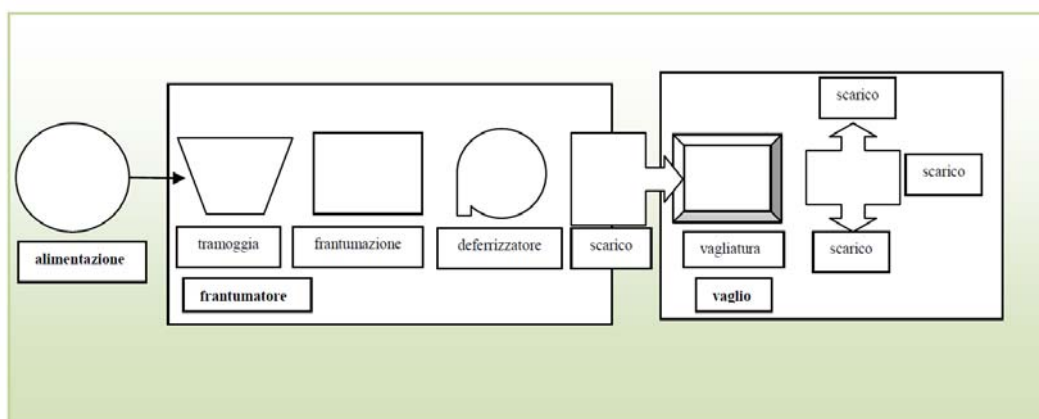 alimentazione
tramoggia
frantumazione
deferrizzatore
scarico
frantumatore
vagliatura
vaglio
scarico
scarico
scarico